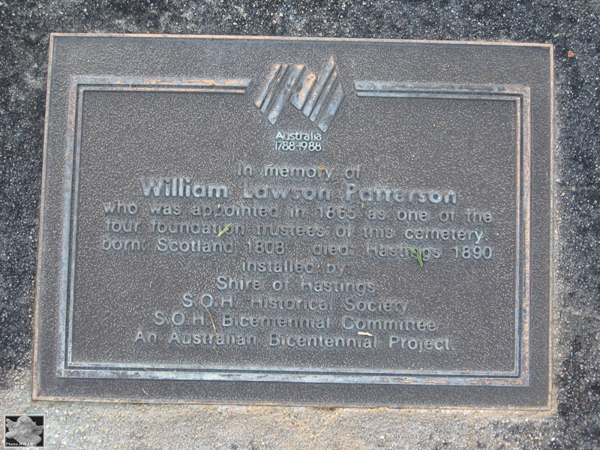 Australia
1788-1988
In memory of
William Lawson Patterson
who was appointed in 1865 as one of the
four foundation trustees of this cemetery.
born: Scotland 1808 died: Hastings 1890
Installed by:
Shire of Hastings.
S.O.H. Historical Society.
S.O.H. Bicentennial Committee.
An Australian Bicentennial Project.